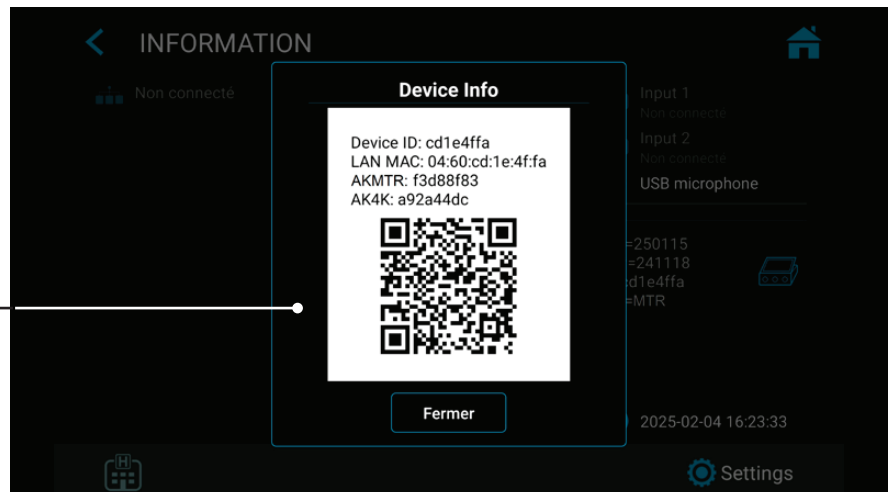 INFORMATION
Non connecté
Device Info
Device ID: cd1e4ffa
LAN MAC: 04:60:cd:1e:4f:fa
AKMTR: f3d88f83
AK4K: a92a44dc
Fermer
Input 1
Non connecté
Input 2
Non connecté
USB microphone
=250115
=241118
d1e4ffa
=MTR
2025-02-04 16:23:33
H
Settings